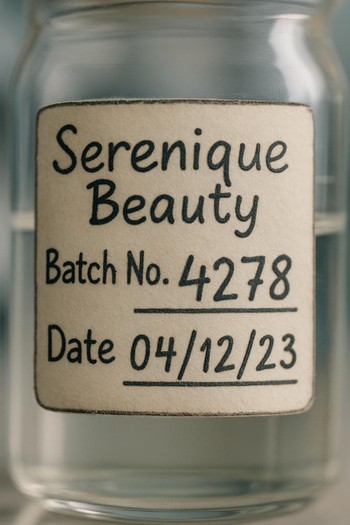 Serenique
Beauty
Batch No. 4278
Date 04/12/23